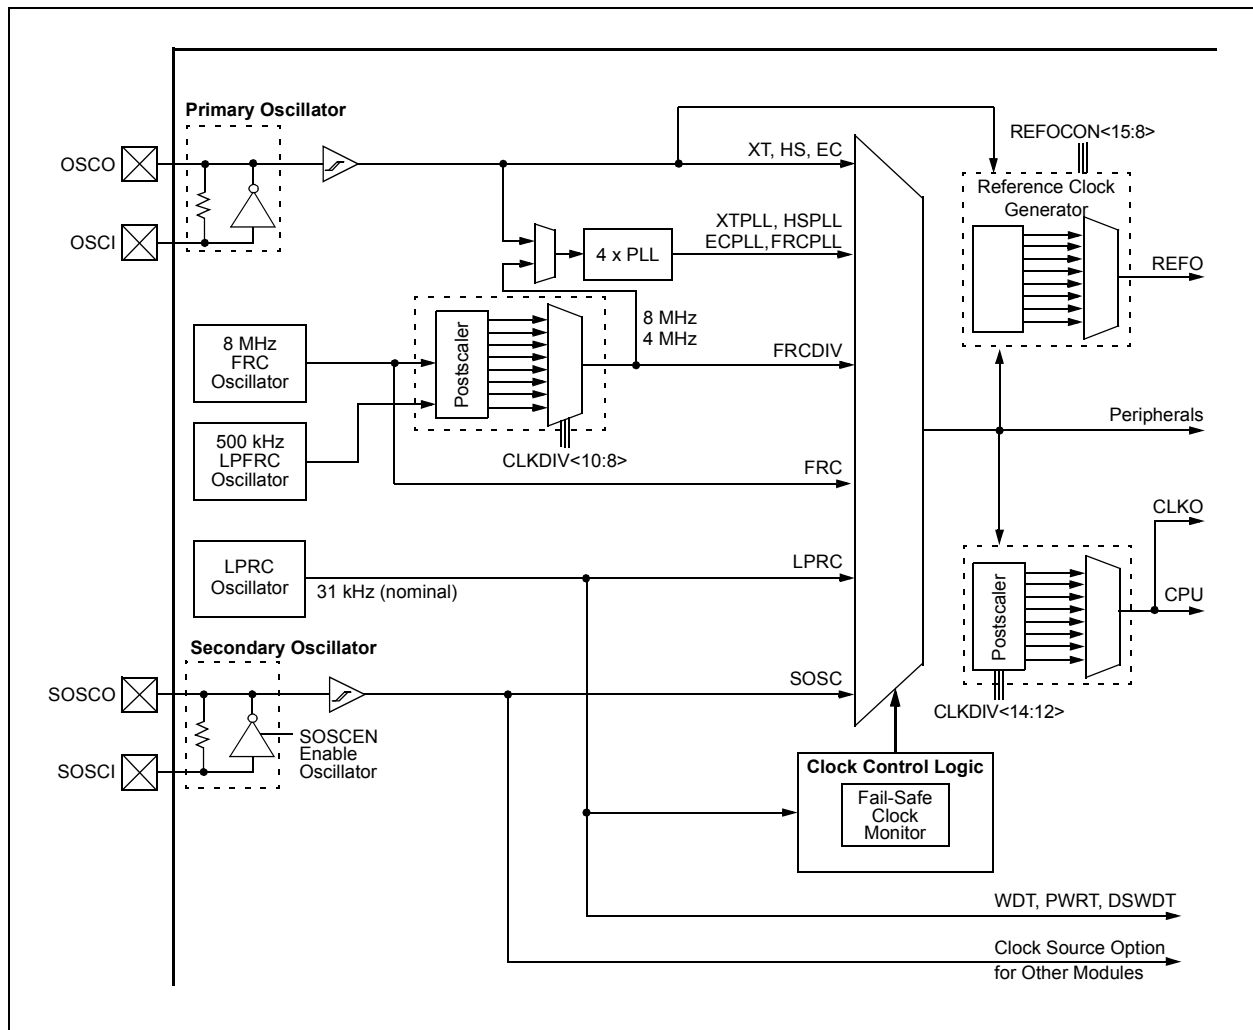 Primary Oscillator
OSCO
OSCI
XT, HS, EC
REFOCON<15:8>
Reference Clock
Generator
REFO
XTPLL, HSPLL
ECPLL,FRCPLL
4 x PLL
8 MHz
4 MHz
8 MHz
FRC
Oscillator
Postscaler
FRCDIV
Peripherals
500 kHz
LPFRC
Oscillator
CLKDIV<10:8>
FRC
CLKO
LPRC
Oscillator
31 kHz (nominal)
LPRC
CPU
Postscaler
CLKDIV<14:12>
Secondary Oscillator
SOSCO
SOSCI
SOSCEN
Enable
Oscillator
SOSC
Clock Control Logic
Fail-Safe
Clock
Monitor
WDT, PWRT, DSWDT
Clock Source Option
for Other Modules